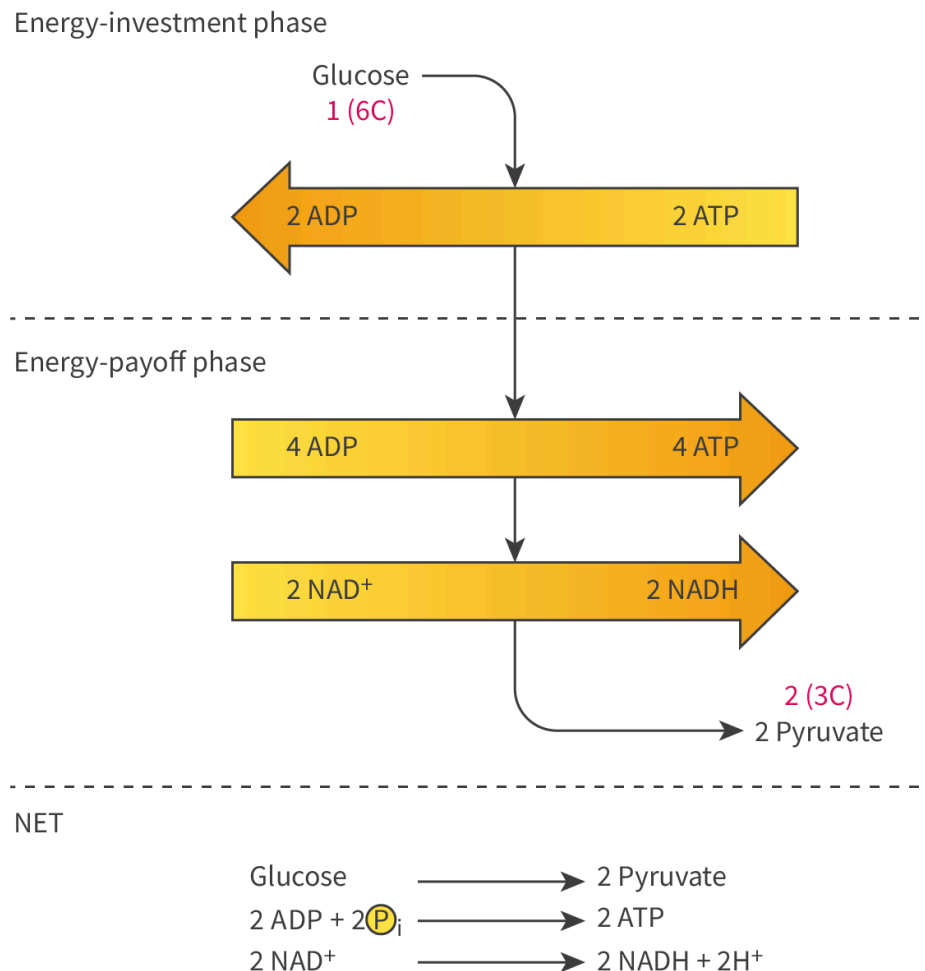 Energy-investment phase
Glucose
1 (6C)
2 ADP 2 ATP
Energy-payoff phase
4 ADP 4 ATP
2 NAD⁺ 2 NADH
2 (3C)
2 Pyruvate
NET
Glucose 2 Pyruvate
2 ADP + 2Pᵢ 2 ATP
2 NAD⁺ 2 NADH + 2H⁺